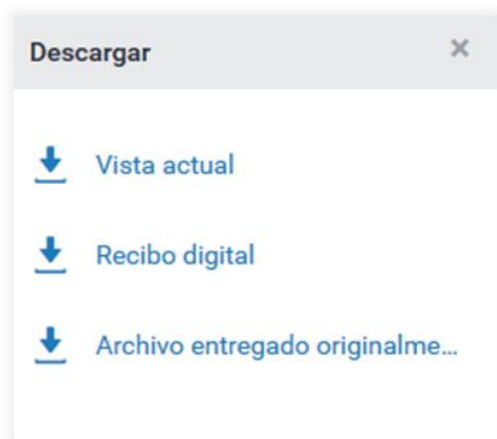 Descargar
Vista actual
Recibo digital
Archivo entregado originalme...